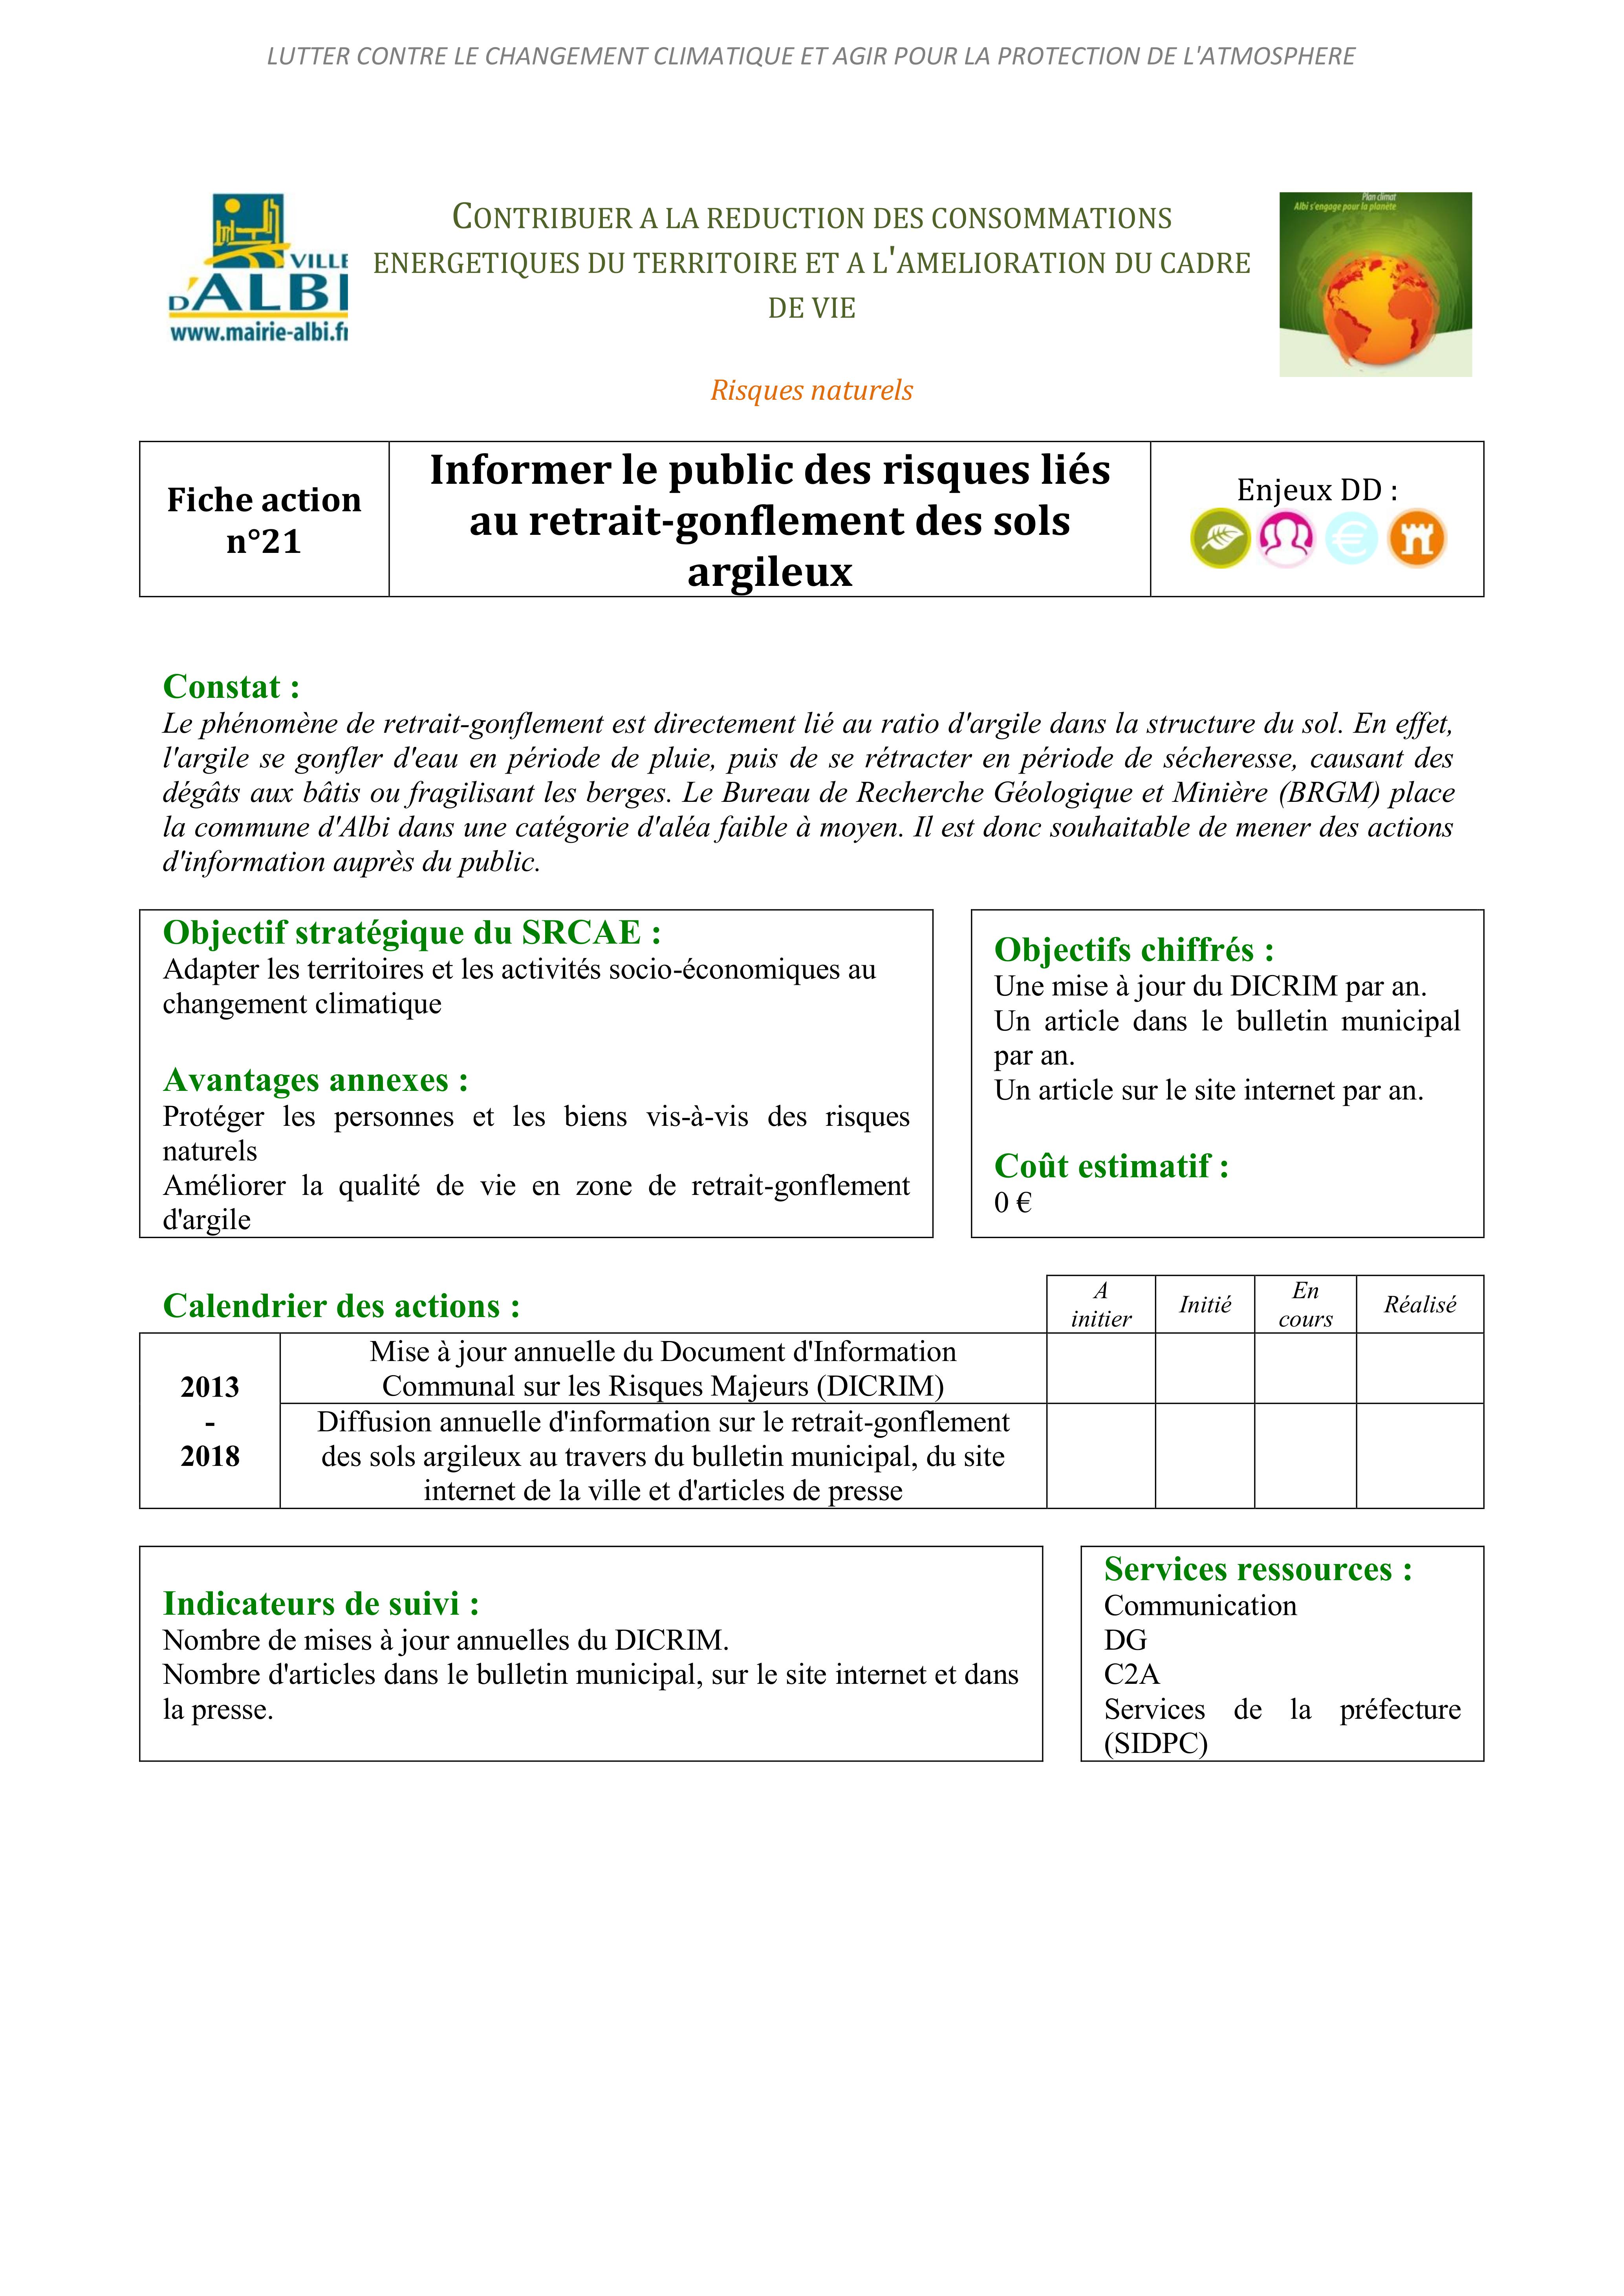 LUTTER CONTRE LE CHANGEMENT CLIMATIQUE ET AGIR POUR LA PROTECTION DE L'ATMOSPHERE
VILLE
D'ALBI
www.mairie-albi.fr
CONTRIBUER A LA REDUCTION DES CONSOMMATIONS
ENERGETIQUES DU TERRITOIRE ET A L'AMELIORATION DU CADRE
DE VIE
Plan climat
Albi s'engage pour la planète
Risques naturels
Fiche action
n°21
Informer le public des risques liés
au retrait-gonflement des sols
argileux
Enjeux DD :
Constat :
Le phénomène de retrait-gonflement est directement lié au ratio d'argile dans la structure du sol. En effet,
l'argile se gonfler d'eau en période de pluie, puis de se rétracter en période de sécheresse, causant des
dégâts aux bâtis ou fragilisant les berges. Le Bureau de Recherche Géologique et Minière (BRGM) place
la commune d'Albi dans une catégorie d'aléa faible à moyen. Il est donc souhaitable de mener des actions
d'information auprès du public.
Objectif stratégique du SRCAE :
Adapter les territoires et les activités socio-économiques au
changement climatique
Avantages annexes :
Protéger les personnes et les biens vis-à-vis des risques
naturels
Améliorer la qualité de vie en zone de retrait-gonflement
d'argile
Objectifs chiffrés :
Une mise à jour du DICRIM par an.
Un article dans le bulletin municipal
par an.
Un article sur le site internet par an.
Coût estimatif :
0 €
Calendrier des actions :
A
initier
Initié
En
cours
Réalisé
2013
-
2018
Mise à jour annuelle du Document d'Information
Communal sur les Risques Majeurs (DICRIM)
Diffusion annuelle d'information sur le retrait-gonflement
des sols argileux au travers du bulletin municipal, du site
internet de la ville et d'articles de presse
Indicateurs de suivi :
Nombre de mises à jour annuelles du DICRIM.
Nombre d'articles dans le bulletin municipal, sur le site internet et dans
la presse.
Services ressources :
Communication
DG
C2A
Services de la préfecture
(SIDPC)